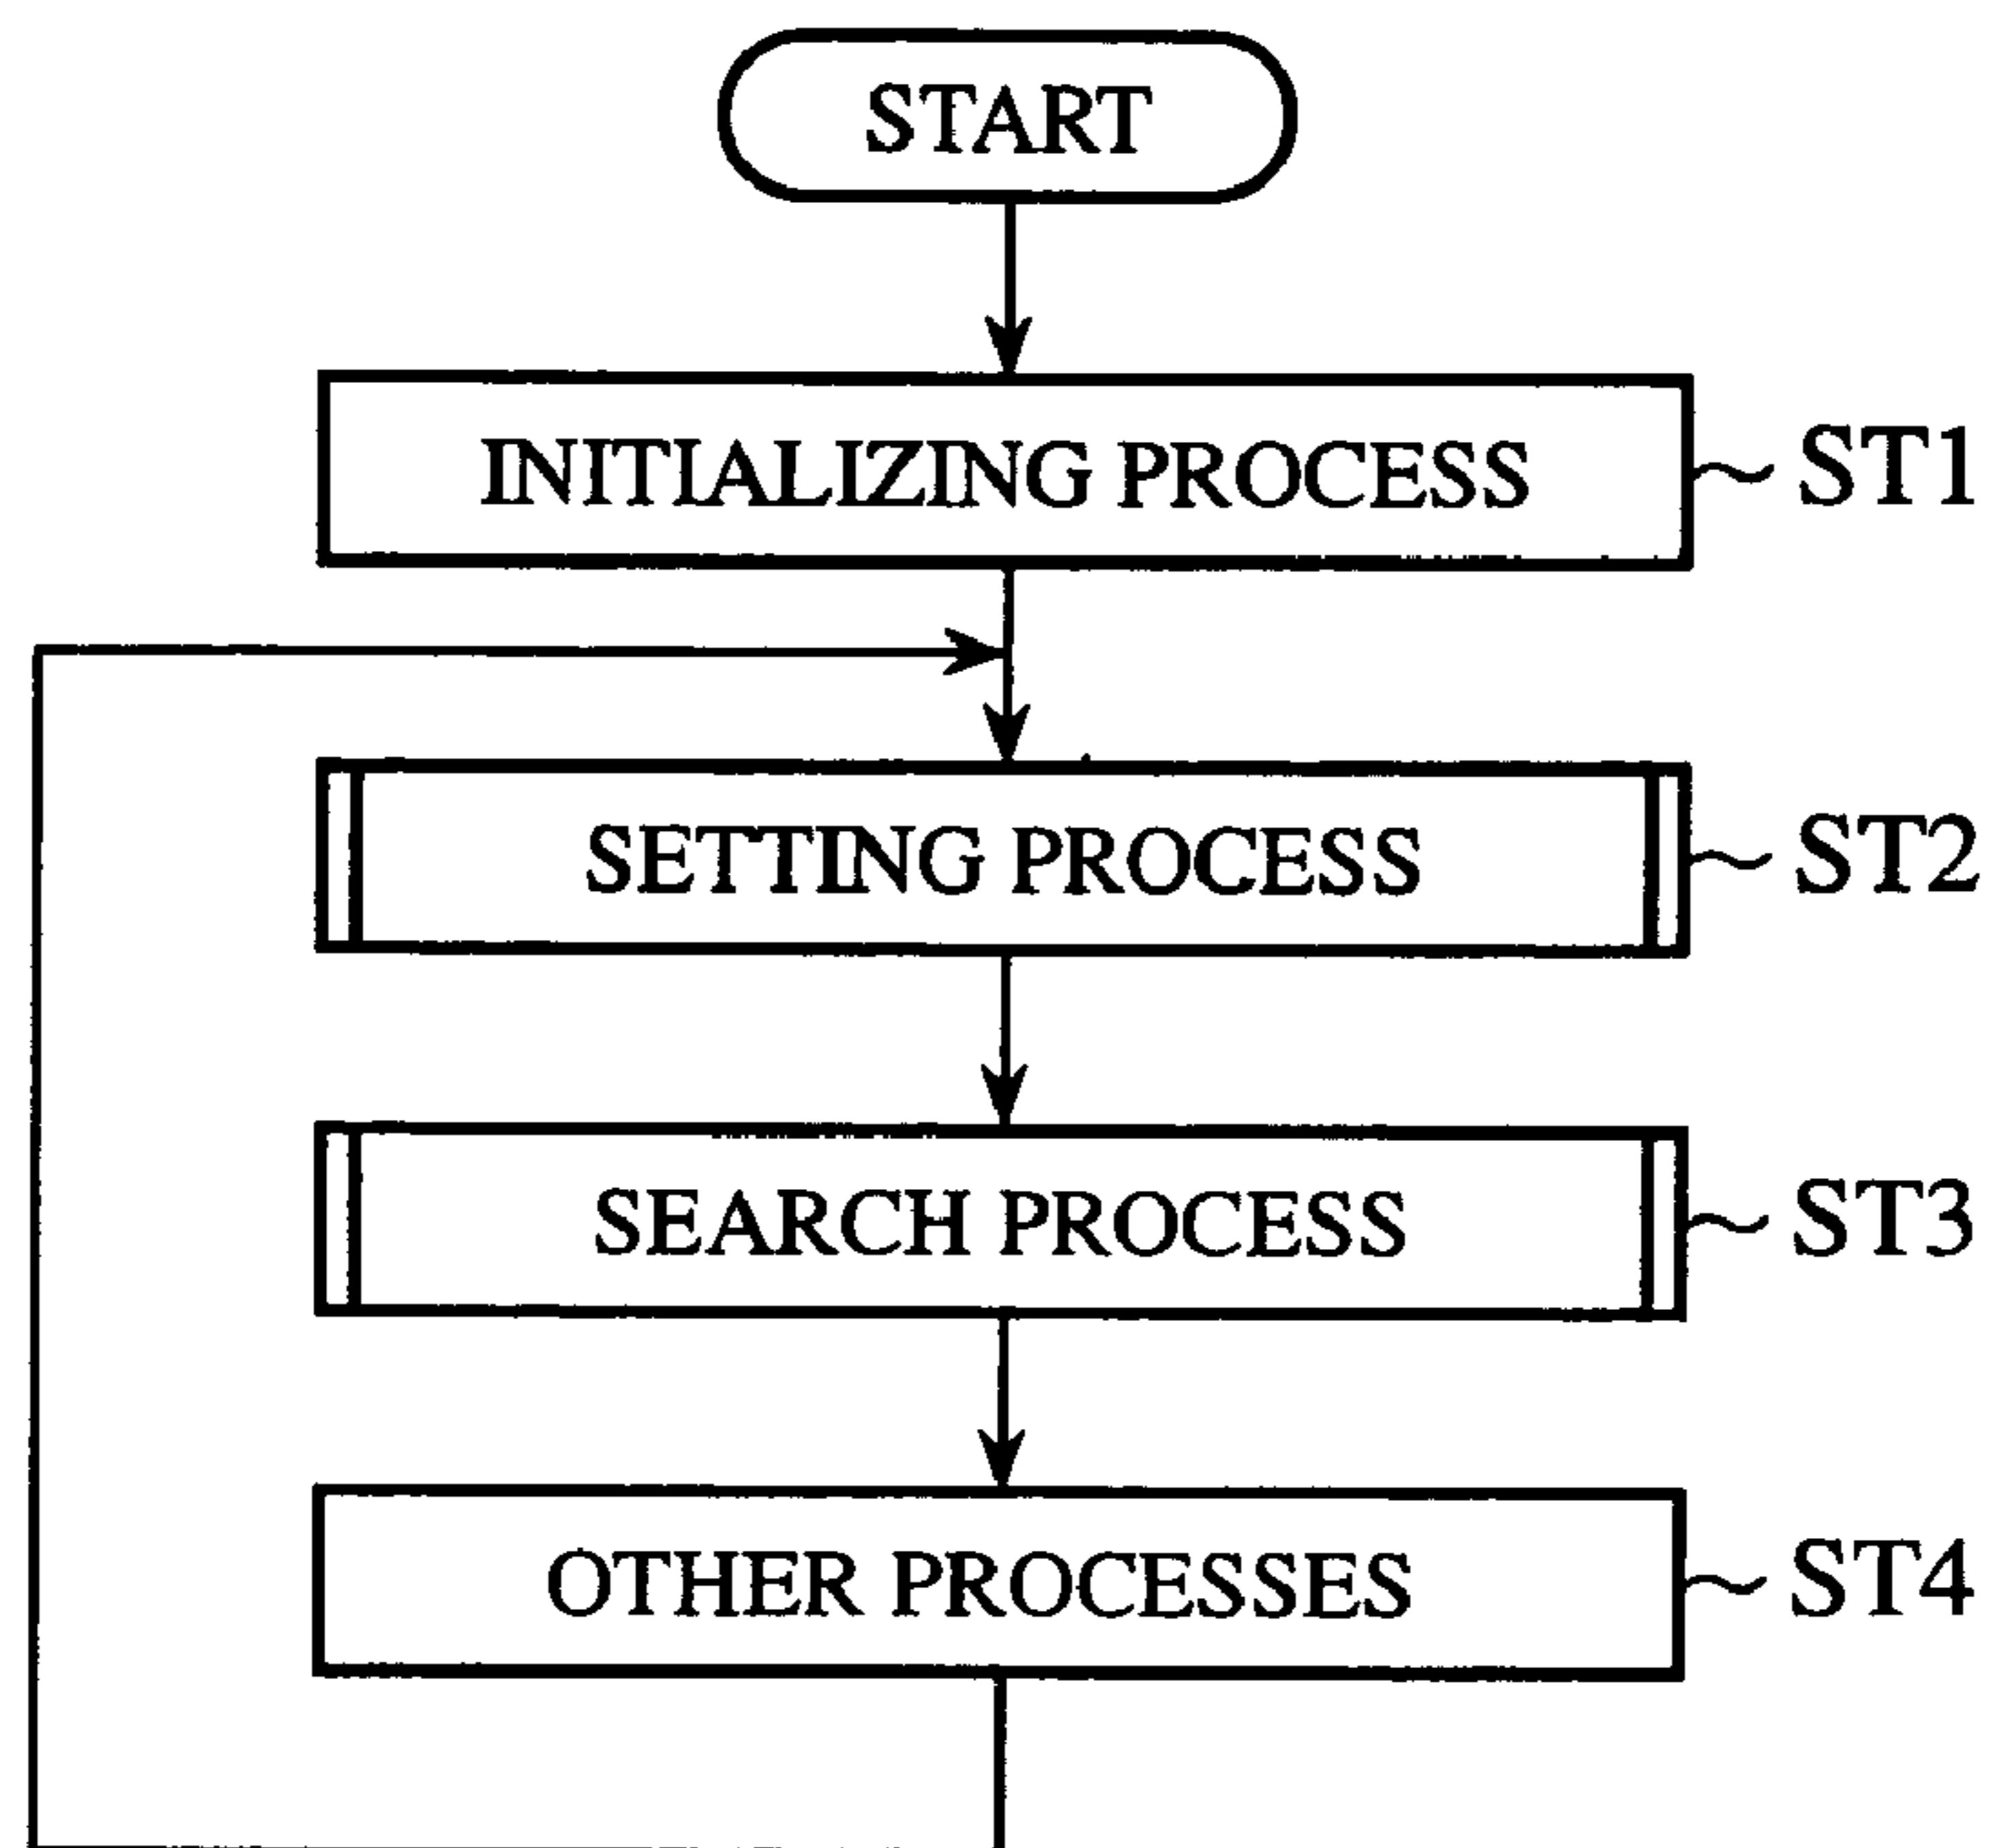 START
INITIALIZING PROCESS
ST1
SETTING PROCESS
ST2
SEARCH PROCESS
ST3
OTHER PROCESSES
ST4